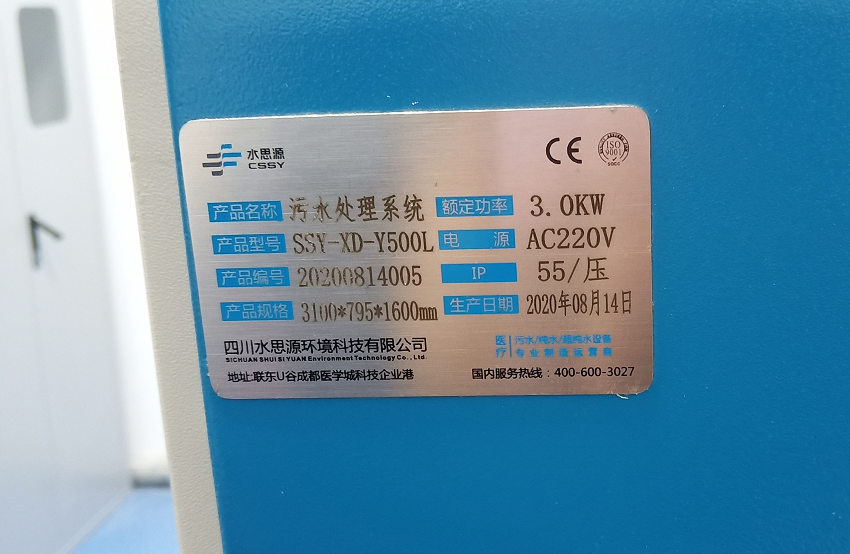 水思源
CSSY
CE
ISO
9001
SGCC
产品名称 污水处理系统 额定功率 3.0KW
产品型号 SSY-XD-Y500L 电源 AC220V
产品编号 20200814005 IP 55/压
产品规格 3100*795*1600mm 生产日期 2020年08月14日
四川水思源环境科技有限公司
SICHUAN SHUI SI YUAN Environment Technology Co., Ltd.
医疗 污水/纯水/超纯水设备
专业制造运营商
地址:联东U谷成都医学城科技企业港
国内服务热线：400-600-3027